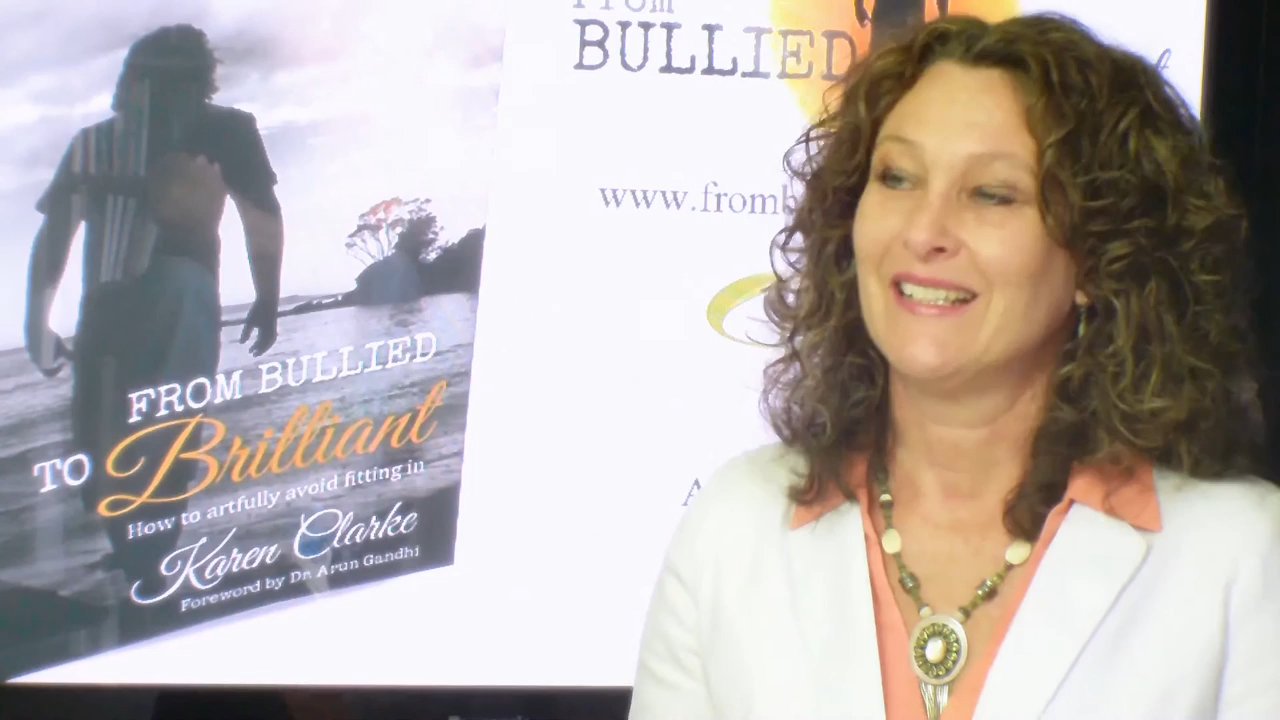 FROM BULLIED
TO Brilliant
How to artfully avoid fitting in
Karen Clarke
Foreword by Dr. Arun Gandhi
From
BULLIED
www.fromb
A